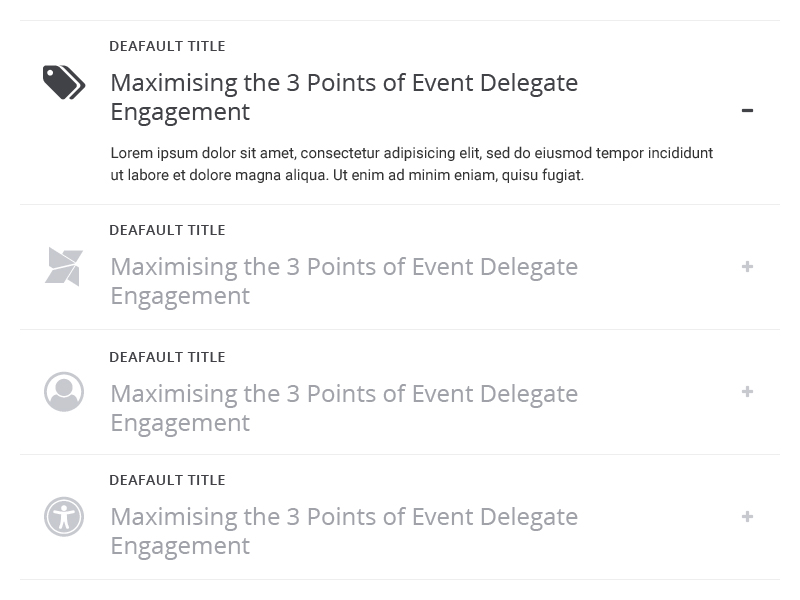 DEAFAULT TITLE
Maximising the 3 Points of Event Delegate
Engagement
Lorem ipsum dolor sit amet, consectetur adipisicing elit, sed do eiusmod tempor incididunt
ut labore et dolore magna aliqua. Ut enim ad minim eniam, quisu fugiat.
DEAFAULT TITLE
Maximising the 3 Points of Event Delegate
Engagement
DEAFAULT TITLE
Maximising the 3 Points of Event Delegate
Engagement
DEAFAULT TITLE
Maximising the 3 Points of Event Delegate
Engagement